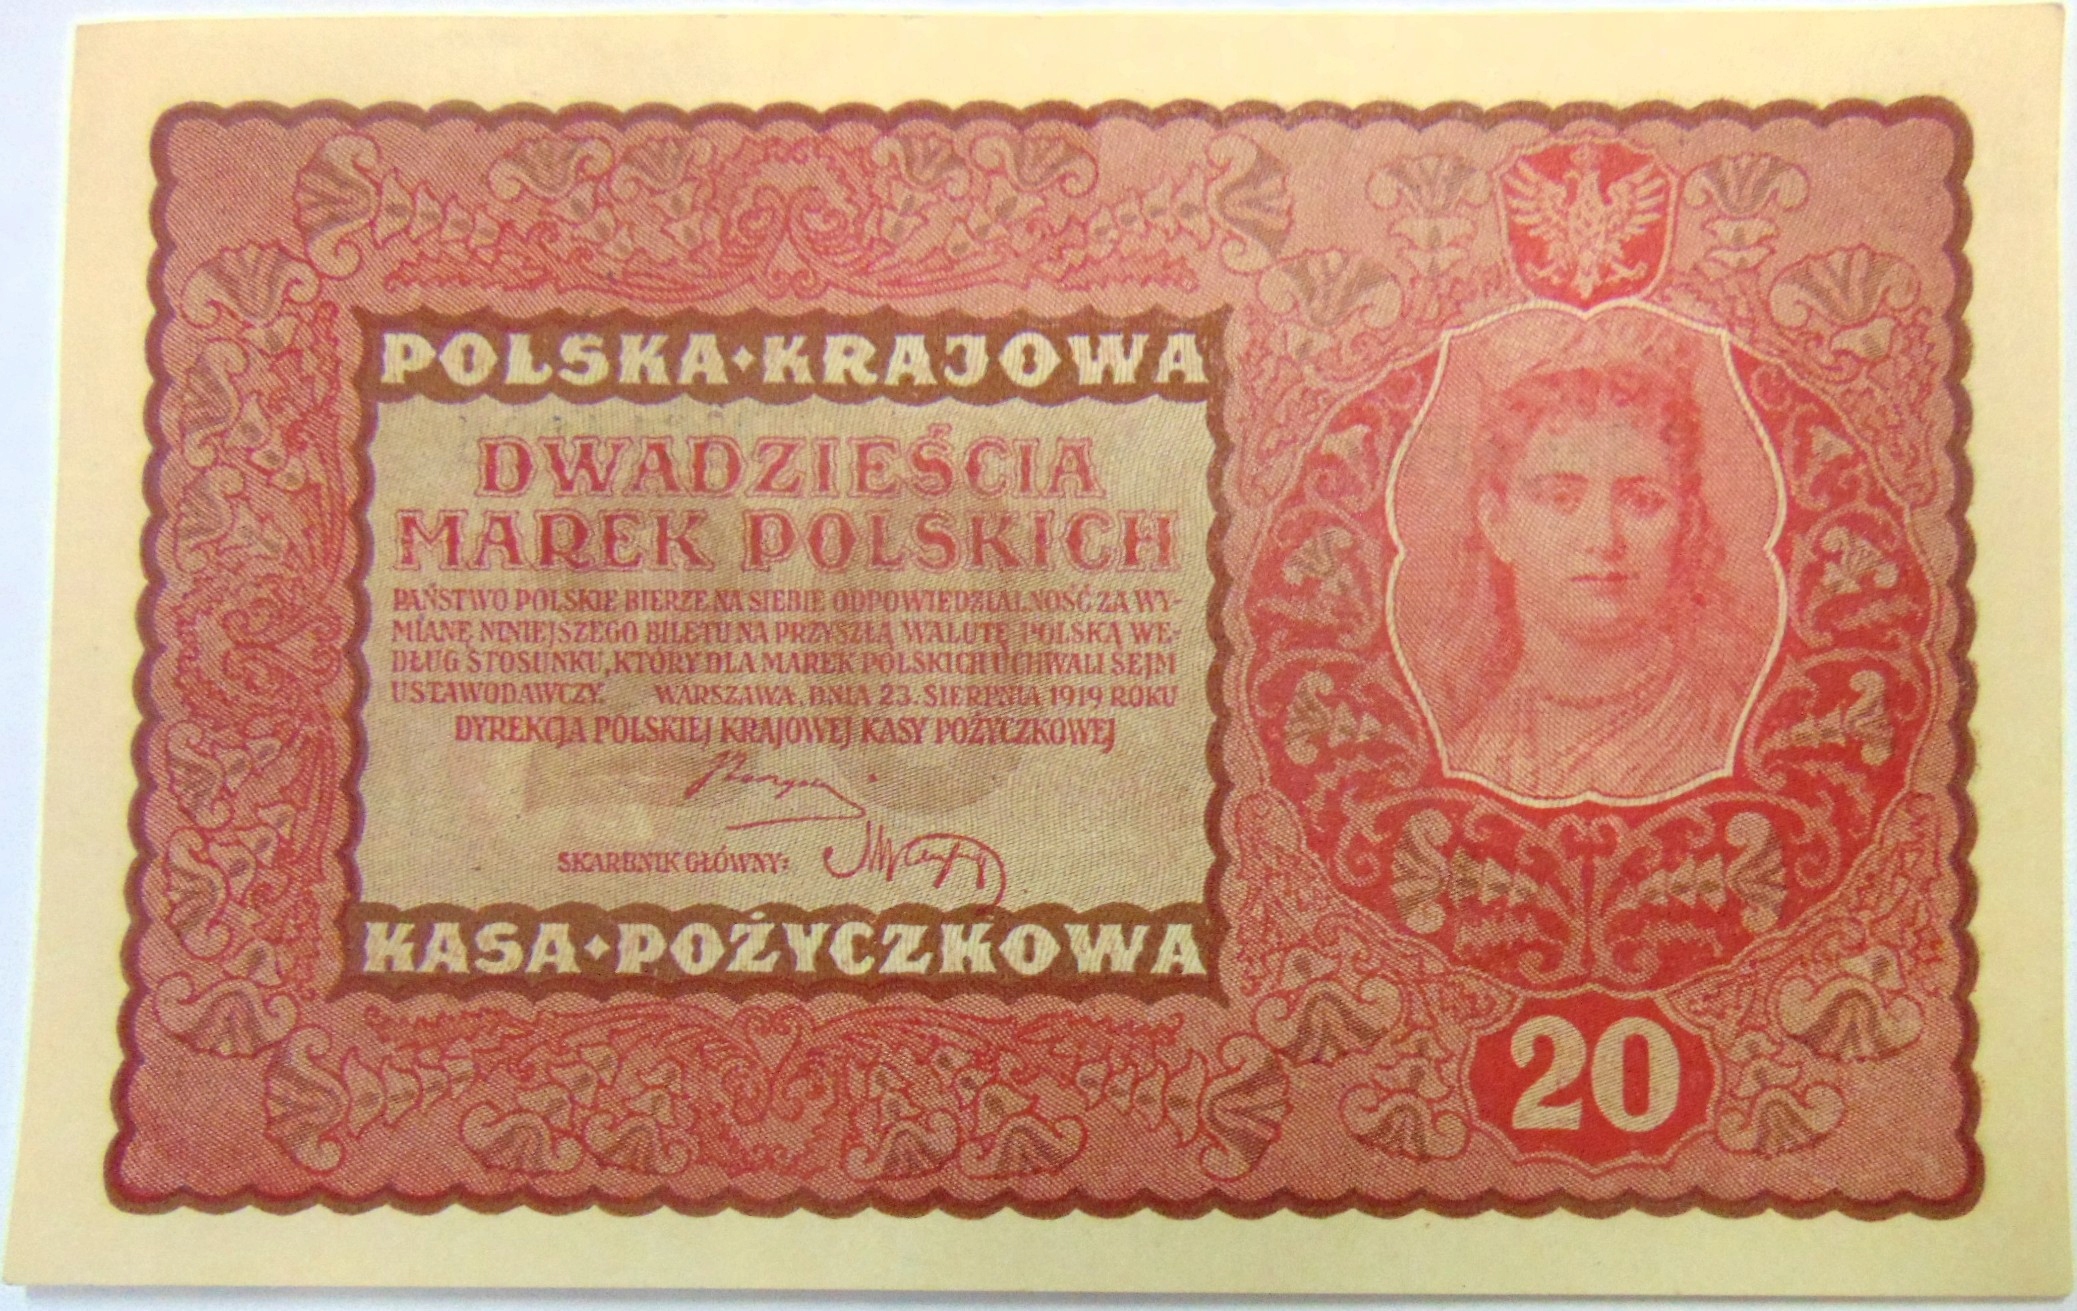 POLSKA·KRAJOWA
DWADZIEŚCIA
MAREK POLSKICH
PAŃSTWO POLSKIE BIERZE NA SIEBIE ODPOWIEDZIALNOŚĆ ZA WY-
MIANĘ NINIEJSZEGO BILETU NA PRZYSZŁĄ WALUTĘ POLSKĄ WE-
DŁUG STOSUNKU, KTÓRY DLA MAREK POLSKICH UCHWALI SEJM
USTAWODAWCZY. WARSZAWA, DNIA 23. SIERPNIA 1919 ROKU
DYREKCJA POLSKIEJ KRAJOWEJ KASY POŻYCZKOWEJ
SKARBNIK GŁÓWNY:
KASA·POŻYCZKOWA
20